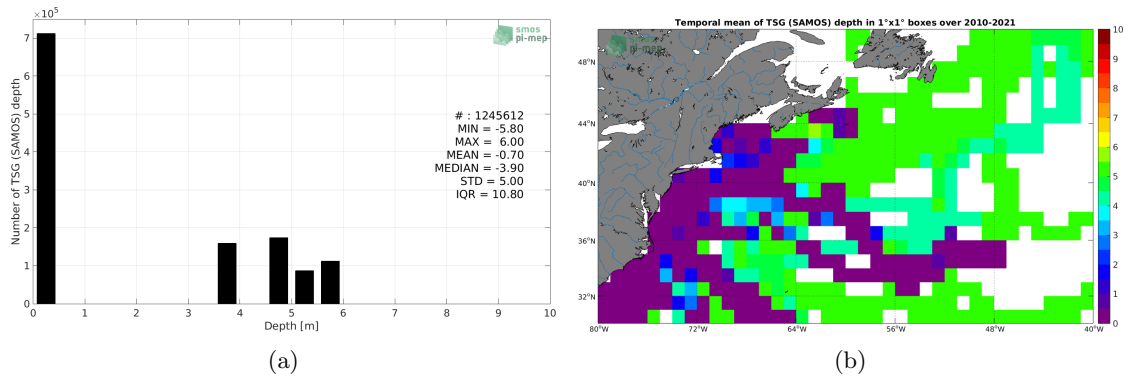 ×10⁵
7
6
5
4
3
2
1
0
Number of TSG (SAMOS) depth
smos
pi-mep
# : 1245612
MIN = -5.80
MAX = 6.00
MEAN = -0.70
MEDIAN = -3.90
STD = 5.00
IQR = 10.80
0 1 2 3 4 5 6 7 8 9 10
Depth [m]
(a)
Temporal mean of TSG (SAMOS) depth in 1°x1° boxes over 2010-2021
smos
pi-mep
48°N
44°N
40°N
36°N
32°N
80°W 72°W 64°W 56°W 48°W 40°W
10
9
8
7
6
5
4
3
2
1
0
(b)